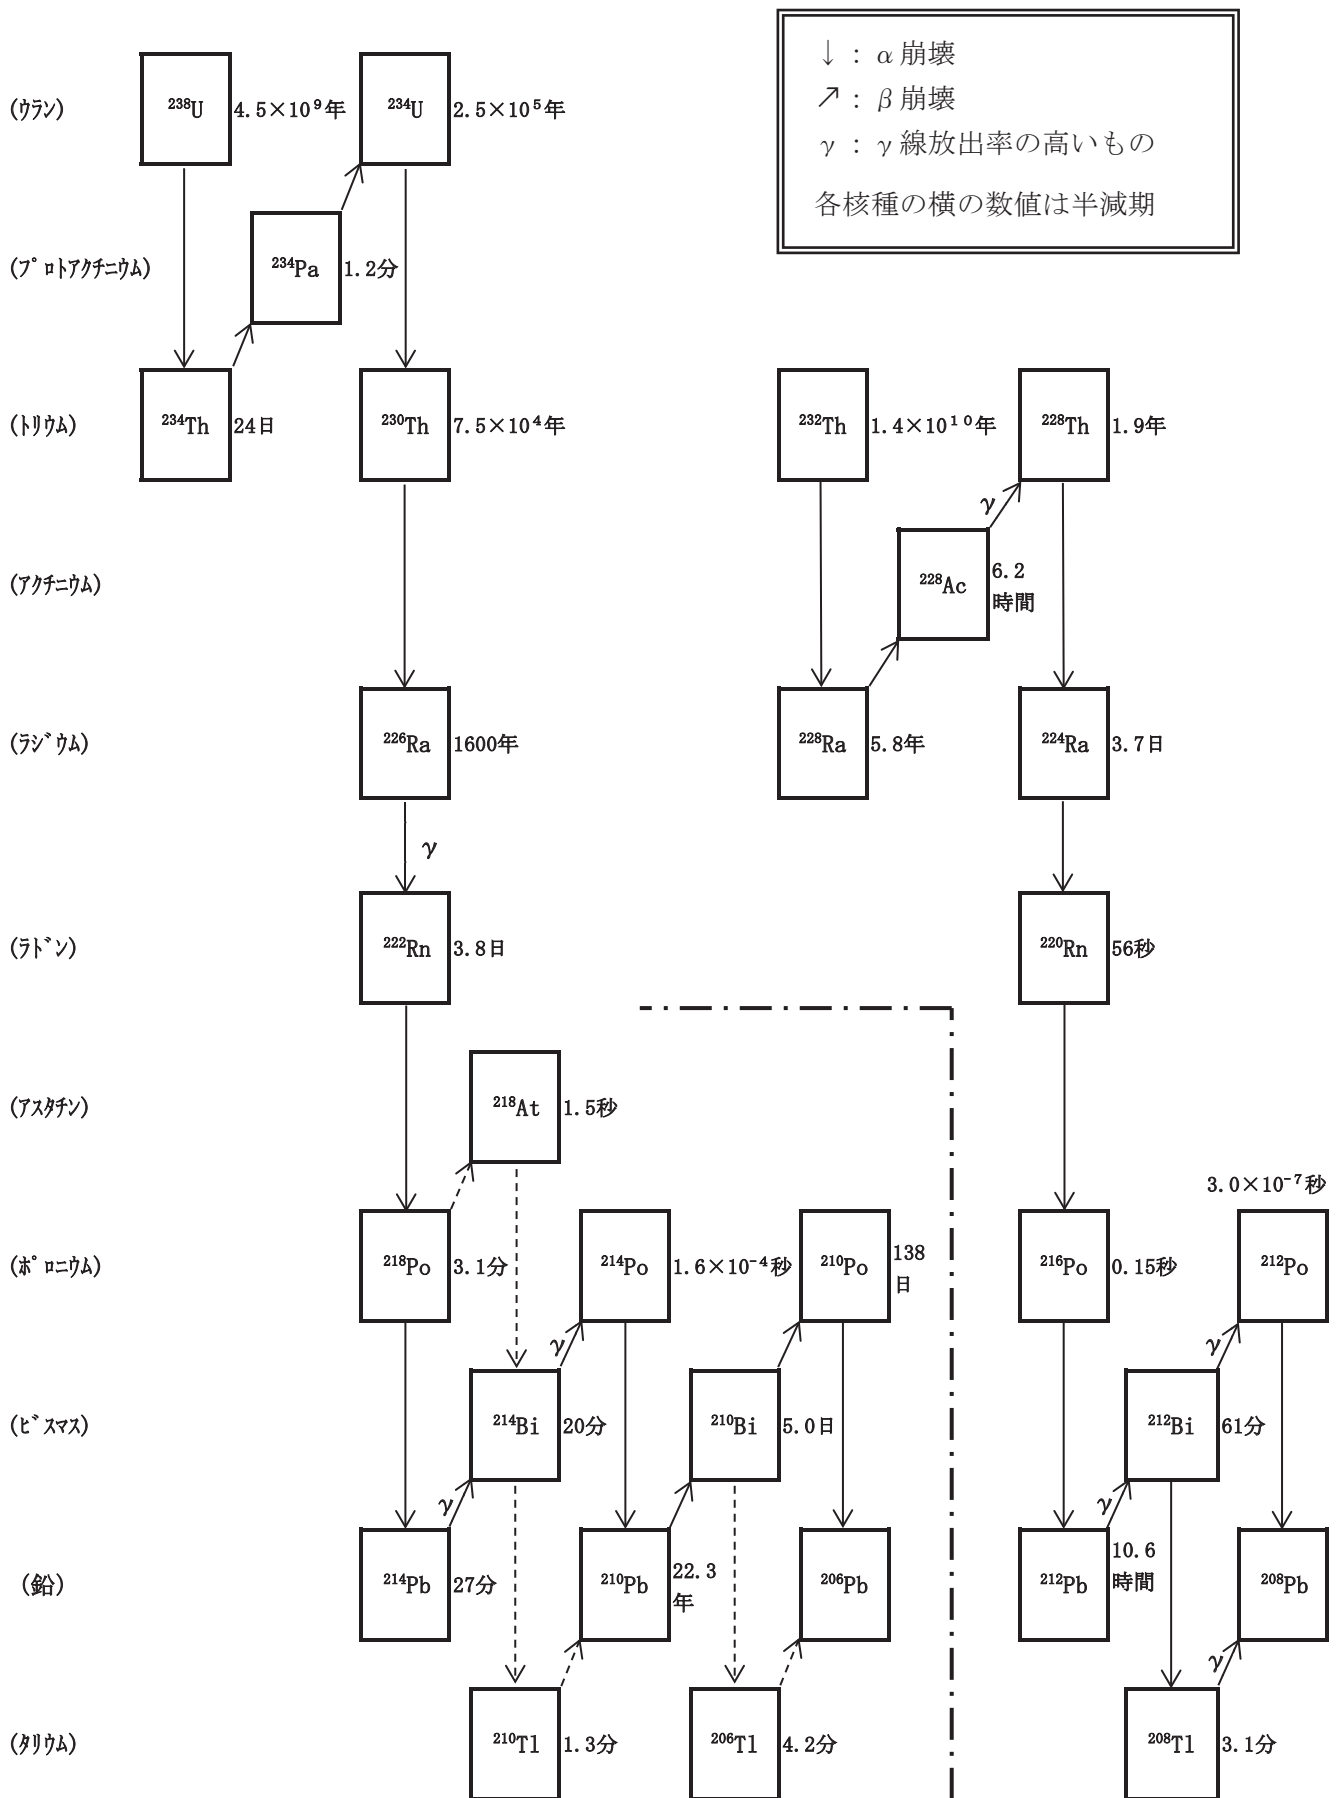 ↓ : α 崩壊
↗ : β 崩壊
γ : γ 線放出率の高いもの
各核種の横の数値は半減期
(ウラン)
²³⁸U 4.5×10⁹年
²³⁴U 2.5×10⁵年
(プロトアクチニウム)
²³⁴Pa 1.2分
(トリウム)
²³⁴Th 24日
²³⁰Th 7.5×10⁴年
²³²Th 1.4×10¹⁰年
²²⁸Th 1.9年
γ
(アクチニウム)
²²⁸Ac 6.2
時間
(ラジウム)
²²⁶Ra 1600年
²²⁸Ra 5.8年
²²⁴Ra 3.7日
γ
(ラドン)
²²²Rn 3.8日
²²⁰Rn 56秒
(アスタチン)
²¹⁸At 1.5秒
3.0×10⁻⁷秒
(ポロニウム)
²¹⁸Po 3.1分
²¹⁴Po 1.6×10⁻⁴秒
²¹⁰Po 138
日
²¹⁶Po 0.15秒
²¹²Po
γ
γ
(ビスマス)
²¹⁴Bi 20分
²¹⁰Bi 5.0日
²¹²Bi 61分
γ
γ
(鉛)
²¹⁴Pb 27分
²¹⁰Pb 22.3
年
²⁰⁶Pb
²¹²Pb 10.6
時間
²⁰⁸Pb
γ
(タリウム)
²¹⁰Tl 1.3分
²⁰⁶Tl 4.2分
²⁰⁸Tl 3.1分